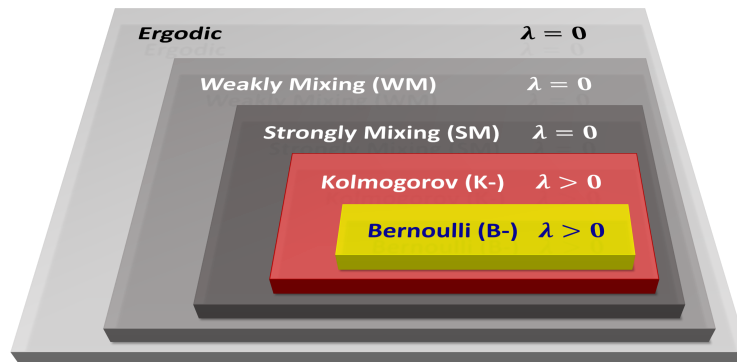 Ergodic λ = 0
Weakly Mixing (WM) λ = 0
Strongly Mixing (SM) λ = 0
Kolmogorov (K-) λ > 0
Bernoulli (B-) λ > 0